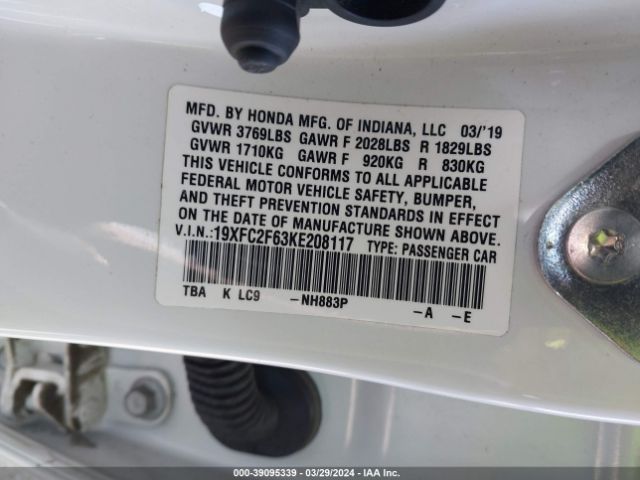 MFD. BY HONDA MFG. OF INDIANA, LLC 03/'19
GVWR 3769LBS GAWR F 2028LBS R 1829LBS
GVWR 1710KG GAWR F 920KG R 830KG
THIS VEHICLE CONFORMS TO ALL APPLICABLE
FEDERAL MOTOR VEHICLE SAFETY, BUMPER,
AND THEFT PREVENTION STANDARDS IN EFFECT
ON THE DATE OF MANUFACTURE SHOWN ABOVE.
V.I.N.:19XFC2F63KE208117 TYPE: PASSENGER CAR
TBA K LC9 -NH883P -A -E
000-39095339 / 03/29/2024 - IAA Inc.